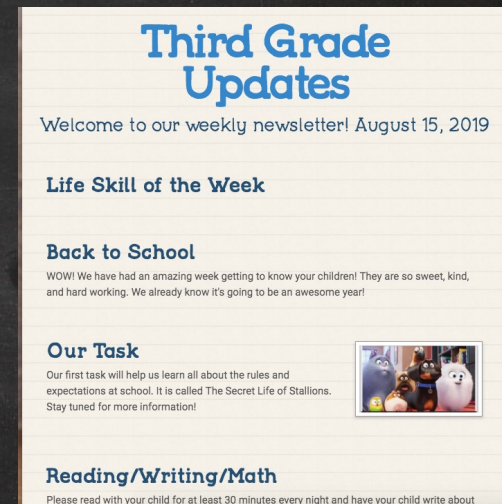 Third Grade
Updates
Welcome to our weekly newsletter! August 15, 2019
Life Skill of the Week
Back to School
WOW! We have had an amazing week getting to know your children! They are so sweet, kind,
and hard working. We already know it's going to be an awesome year!
Our Task
Our first task will help us learn all about the rules and
expectations at school. It is called The Secret Life of Stallions.
Stay tuned for more information!
Reading/Writing/Math
Please read with your child for at least 30 minutes every night and have your child write about